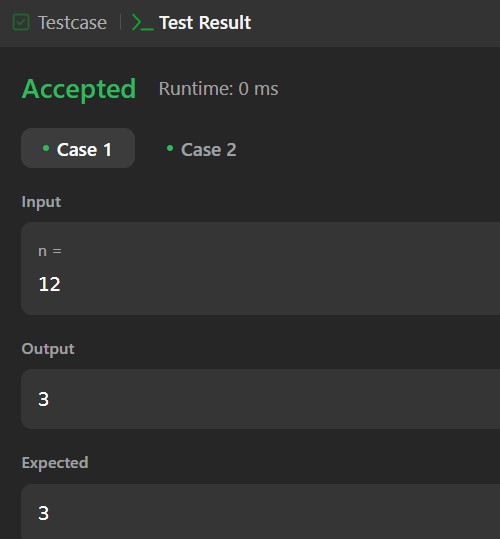 Testcase | Test Result
Accepted Runtime: 0 ms
Case 1 Case 2
Input
n =
12
Output
3
Expected
3